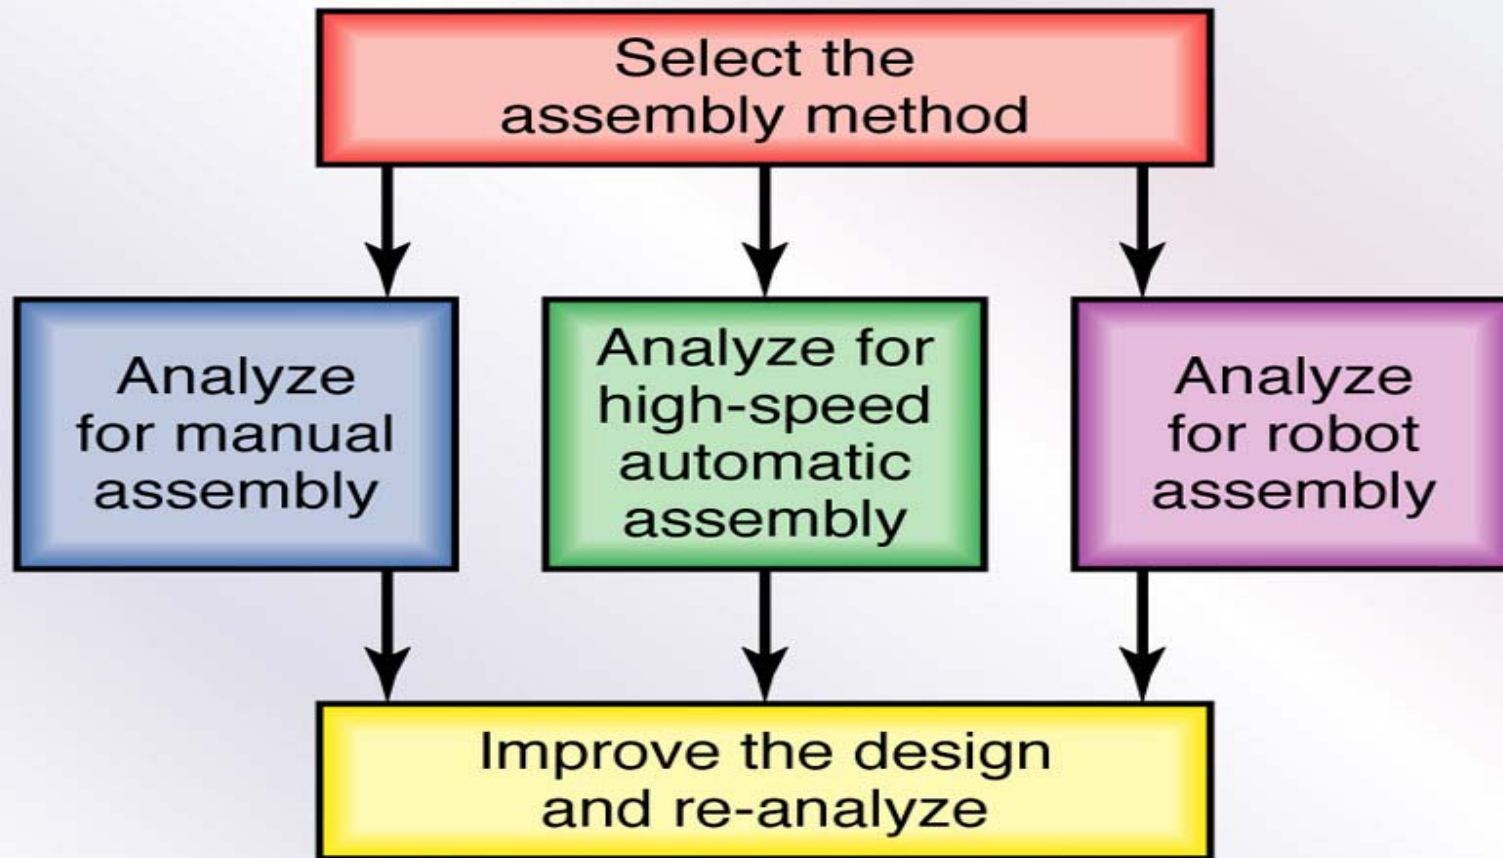 Select the
assembly method
Analyze
for manual
assembly
Analyze for
high-speed
automatic
assembly
Analyze
for robot
assembly
Improve the design
and re-analyze